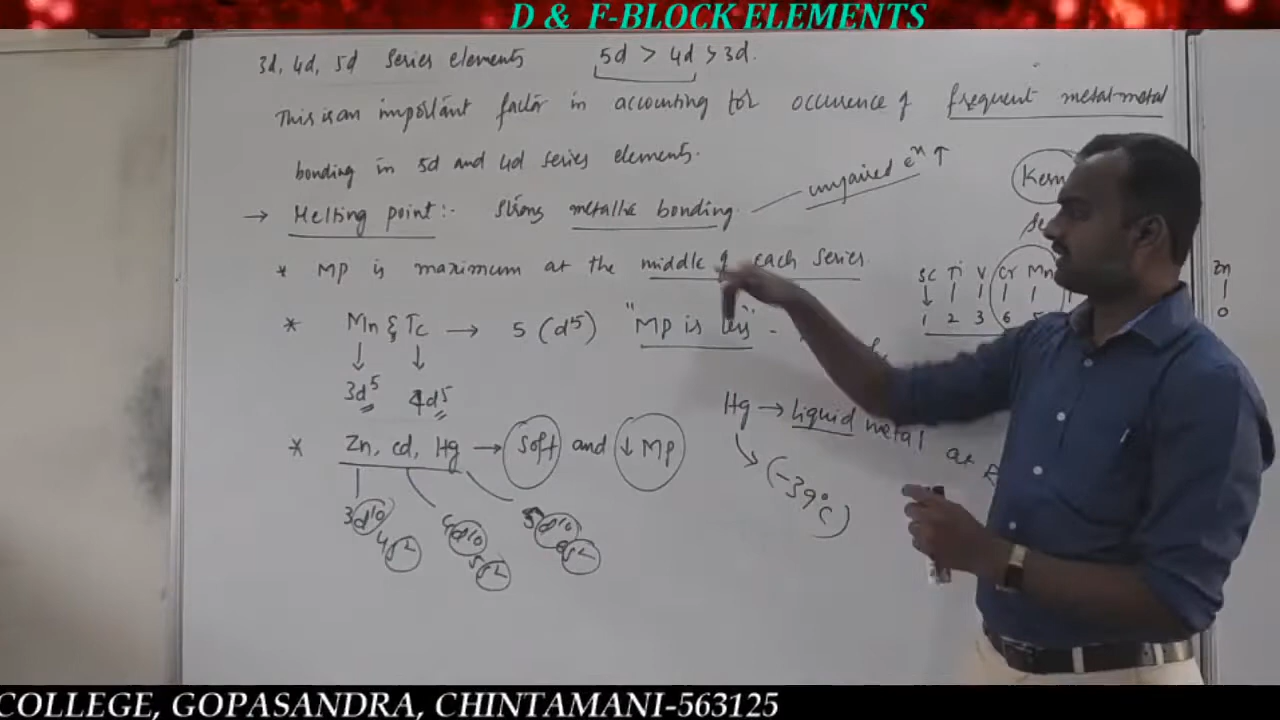 D & F-BLOCK ELEMENTS
3d, 4d, 5d series elements 5d > 4d > 3d.
This is an important factor in accounting for occurence of frequent metal-metal
bonding in 5d and 4d series elements.
→ Melting point:- strong metallic bonding. unpaired eⁿ ↑
* MP is maximum at the middle of each series.
* Mn & Tc → 5 (d⁵) "MP is less" -
3d⁵ 4d⁵
* Zn, cd, Hg → Soft and ↓ MP
3d¹⁰ 4s² 4d¹⁰ 5s² 5d¹⁰ 6s²
Hg → liquid metal at
(-39°C)
Sc Ti V Cr Mn Zn
1 2 3 6 5 0
COLLEGE, GOPASANDRA, CHINTAMANI-563125